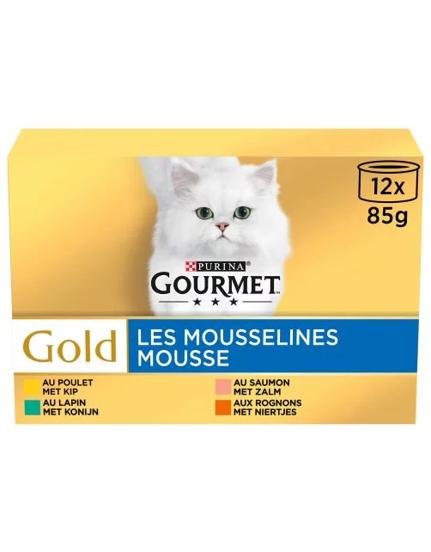 12x
85g
PURINA
GOURMET
Gold
LES MOUSSELINES
MOUSSE
AU POULET
MET KIP
AU SAUMON
MET ZALM
AU LAPIN
MET KONIJN
AUX ROGNONS
MET NIERTJES